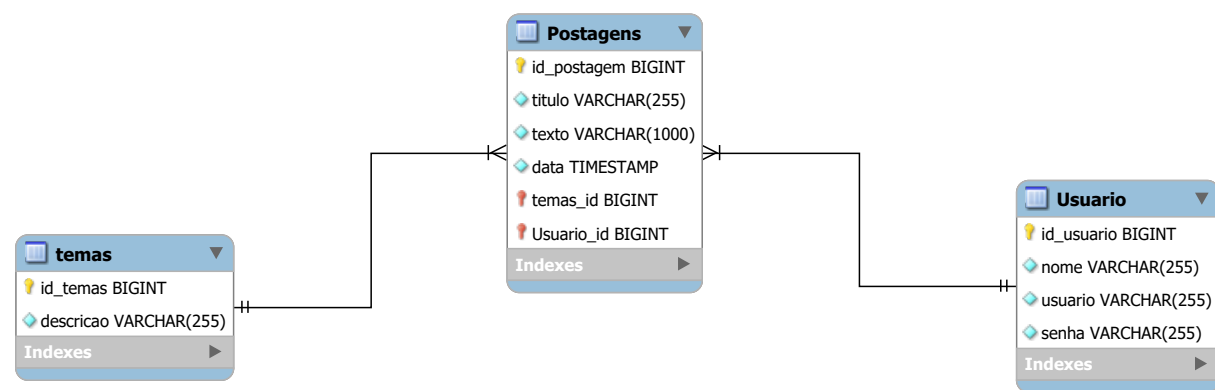 Postagens
id_postagem BIGINT
titulo VARCHAR(255)
texto VARCHAR(1000)
data TIMESTAMP
temas_id BIGINT
Usuario_id BIGINT
Indexes
temas
id_temas BIGINT
descricao VARCHAR(255)
Indexes
Usuario
id_usuario BIGINT
nome VARCHAR(255)
usuario VARCHAR(255)
senha VARCHAR(255)
Indexes